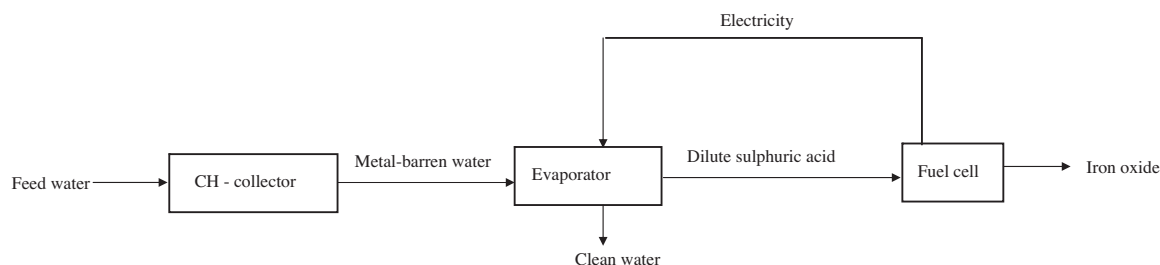 Electricity
Metal-barren water
Dilute sulphuric acid
Feed water
CH - collector
Evaporator
Fuel cell
Iron oxide
Clean water